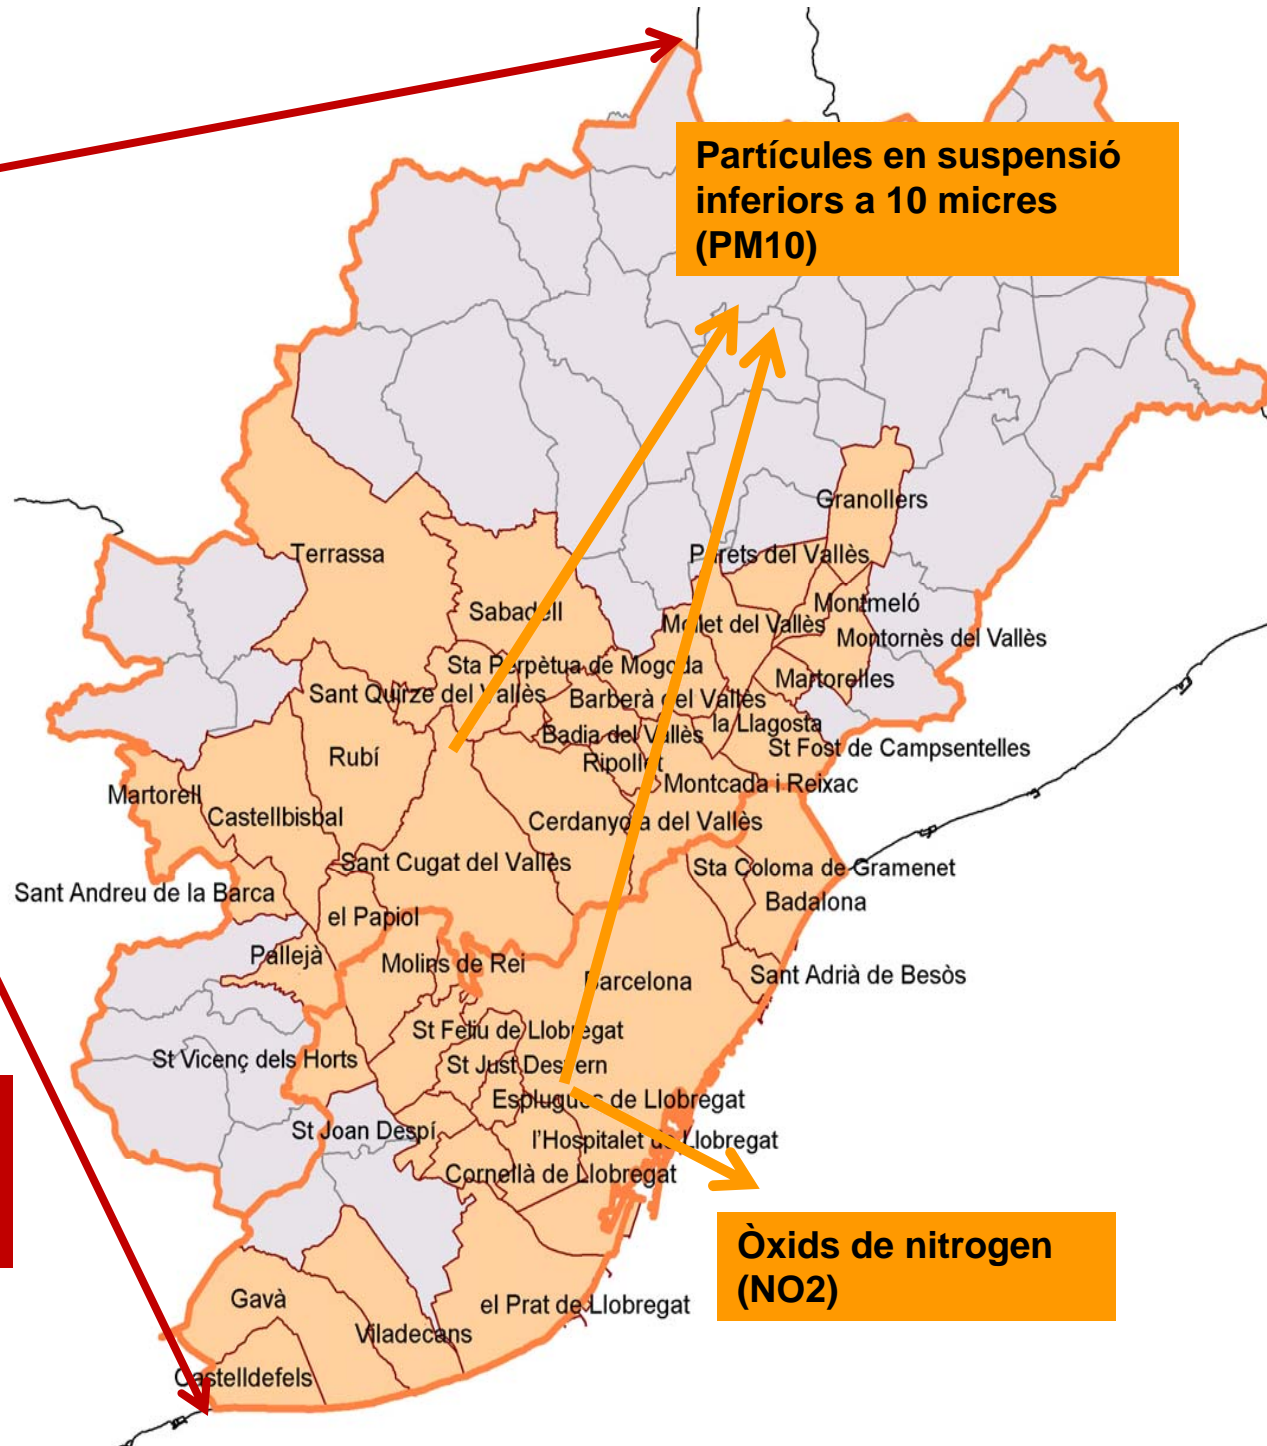 Partícules en suspensió
inferiors a 10 micres
(PM10)
Granollers
Terrassa
Parets del Vallès
Sabadell
Montmeló
Mollet del Vallès
Montornès del Vallès
Sta Perpètua de Mogoda
Martorelles
Sant Quirze del Vallès
Barberà del Vallès
la Llagosta
Badia del Vallès
St Fost de Campsentelles
Rubí
Ripollet
Montcada i Reixac
Martorell
Castellbisbal
Cerdanyola del Vallès
Sant Cugat del Vallès
Sta Coloma de Gramenet
Sant Andreu de la Barca
Badalona
el Papiol
Pallejà
Molins de Rei
Barcelona
Sant Adrià de Besòs
St Feliu de Llobregat
St Vicenç dels Horts
St Just Desvern
Esplugues de Llobregat
St Joan Despí
l'Hospitalet de Llobregat
Cornellà de Llobregat
Òxids de nitrogen
(NO2)
Gavà
el Prat de Llobregat
Viladecans
Castelldefels